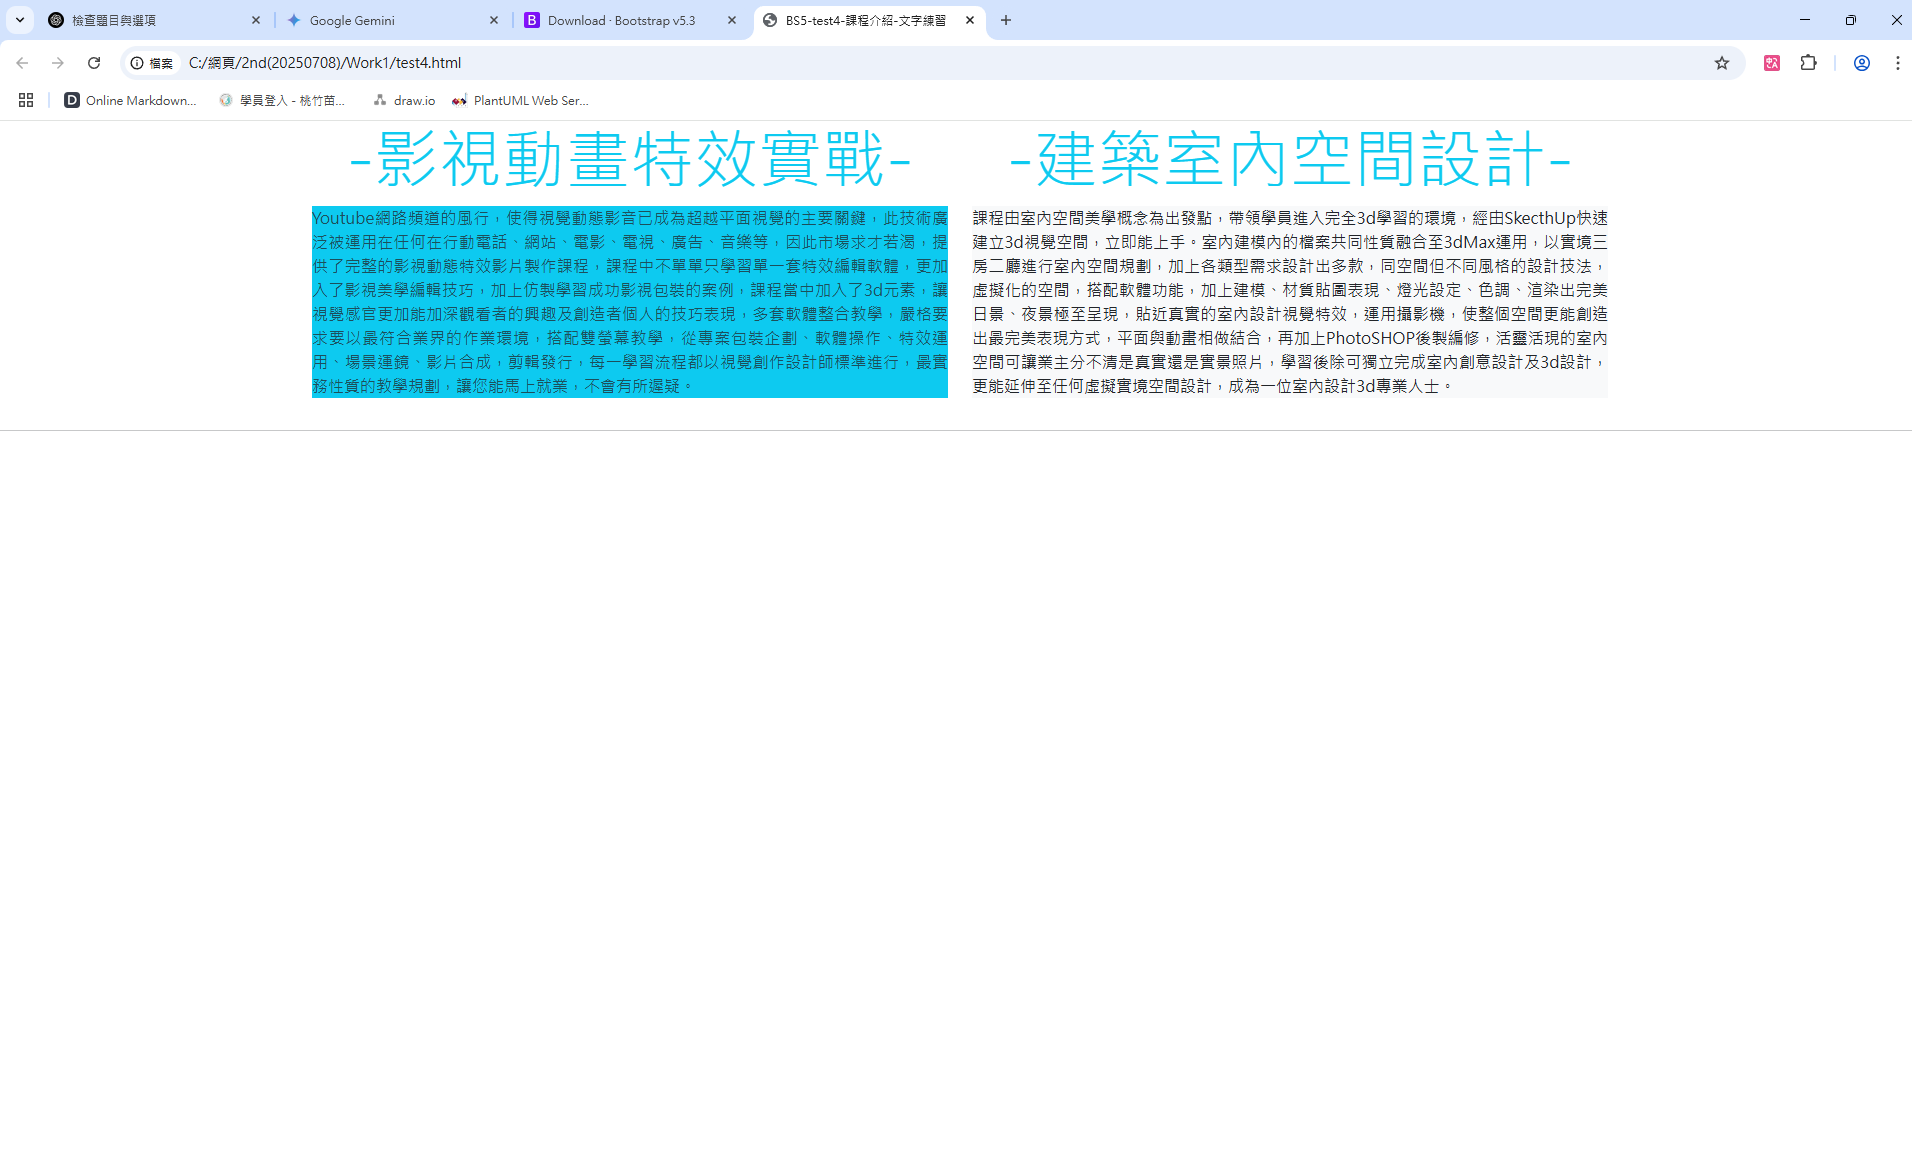 檢查題目與選項
Google Gemini
Download · Bootstrap v5.3
BS5-test4-課程介紹-文字練習
檔案
C:/網頁/2nd(20250708)/Work1/test4.html
Online Markdown...
學員登入 - 桃竹苗...
draw.io
PlantUML Web Ser...
-影視動畫特效實戰-
Youtube網路頻道的風行，使得視覺動態影音已成為超越平面視覺的主要關鍵，此技術廣
泛被運用在任何在行動電話、網站、電影、電視、廣告、音樂等，因此市場求才若渴，提
供了完整的影視動態特效影片製作課程，課程中不單單只學習單一套特效編輯軟體，更加
入了影視美學編輯技巧，加上仿製學習成功影視包裝的案例，課程當中加入了3d元素，讓
視覺感官更加能加深觀看者的興趣及創造者個人的技巧表現，多套軟體整合教學，嚴格要
求要以最符合業界的作業環境，搭配雙螢幕教學，從專案包裝企劃、軟體操作、特效運
用、場景運鏡、影片合成，剪輯發行，每一學習流程都以視覺創作設計師標準進行，最實
務性質的教學規劃，讓您能馬上就業，不會有所遲疑。
-建築室內空間設計-
課程由室內空間美學概念為出發點，帶領學員進入完全3d學習的環境，經由SkecthUp快速
建立3d視覺空間，立即能上手。室內建模內的檔案共同性質融合至3dMax運用，以實境三
房二廳進行室內空間規劃，加上各類型需求設計出多款，同空間但不同風格的設計技法，
虛擬化的空間，搭配軟體功能，加上建模、材質貼圖表現、燈光設定、色調、渲染出完美
日景、夜景極至呈現，貼近真實的室內設計視覺特效，運用攝影機，使整個空間更能創造
出最完美表現方式，平面與動畫相做結合，再加上PhotoSHOP後製編修，活靈活現的室內
空間可讓業主分不清是真實還是實景照片，學習後除可獨立完成室內創意設計及3d設計，
更能延伸至任何虛擬實境空間設計，成為一位室內設計3d專業人士。